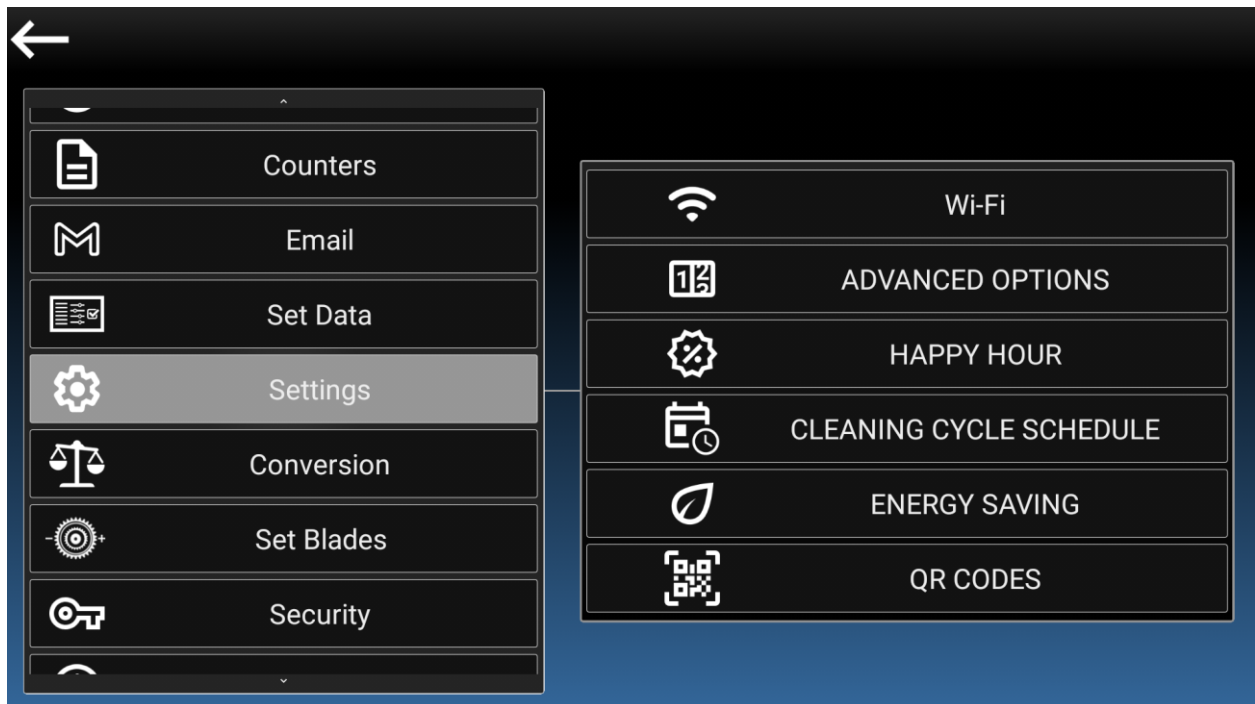 Counters
Email
Set Data
Settings
Conversion
Set Blades
Security
Wi-Fi
ADVANCED OPTIONS
HAPPY HOUR
CLEANING CYCLE SCHEDULE
ENERGY SAVING
QR CODES